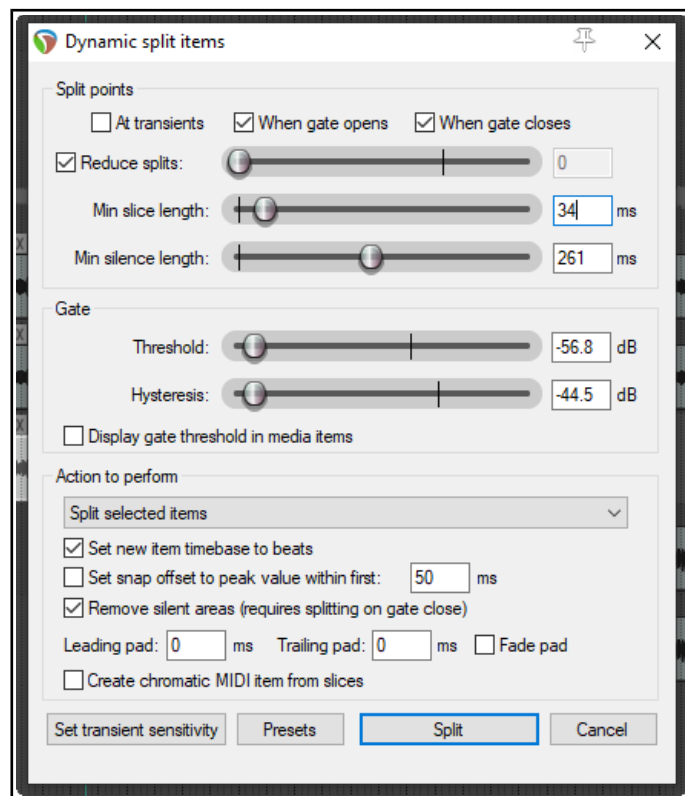 Dynamic split items
Split points
At transients When gate opens When gate closes
Reduce splits: 0
Min slice length: 34 ms
Min silence length: 261 ms
Gate
Threshold: -56.8 dB
Hysteresis: -44.5 dB
Display gate threshold in media items
Action to perform
Split selected items
Set new item timebase to beats
Set snap offset to peak value within first: 50 ms
Remove silent areas (requires splitting on gate close)
Leading pad: 0 ms Trailing pad: 0 ms Fade pad
Create chromatic MIDI item from slices
Set transient sensitivity Presets Split Cancel